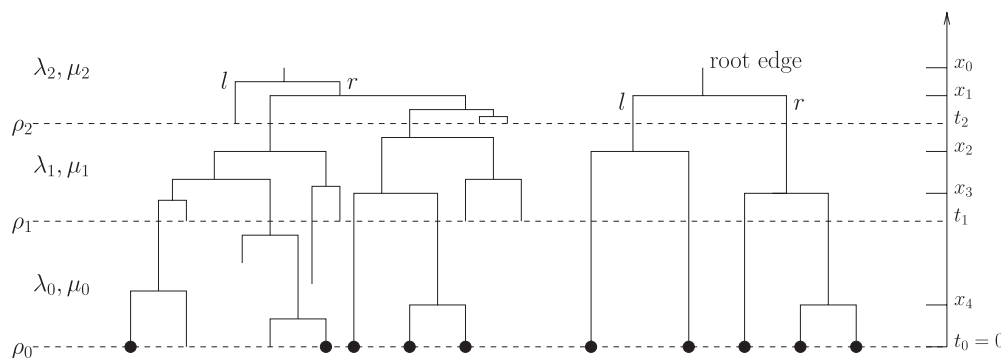 λ₂, μ₂
l
r
root edge
x₀
l
r
x₁
ρ₂
t₂
λ₁, μ₁
x₂
x₃
ρ₁
t₁
λ₀, μ₀
x₄
ρ₀
t₀ = 0